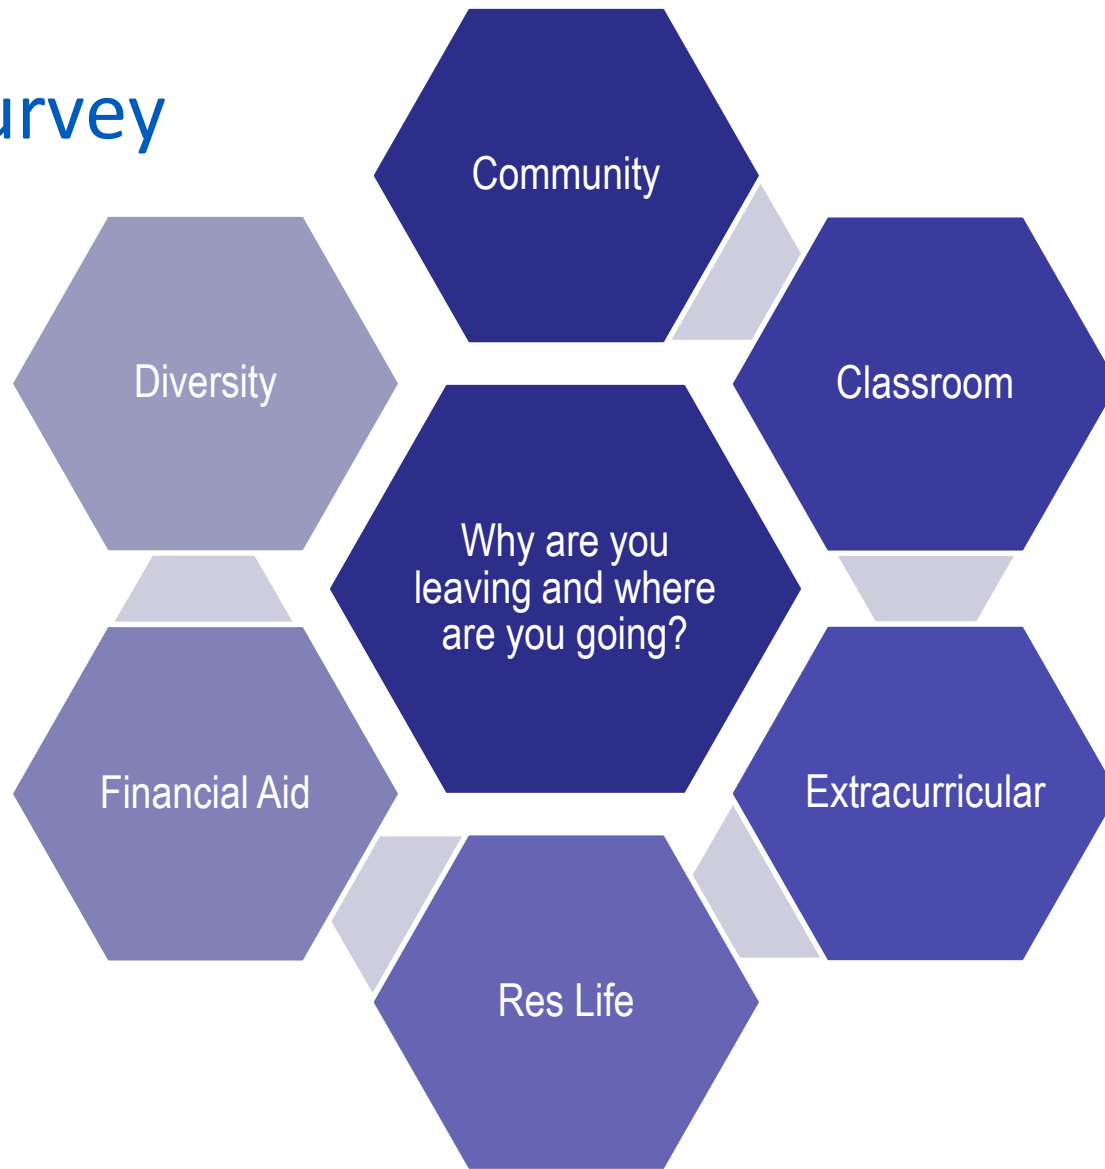 urvey
Community
Diversity
Classroom
Why are you
leaving and where
are you going?
Financial Aid
Extracurricular
Res Life